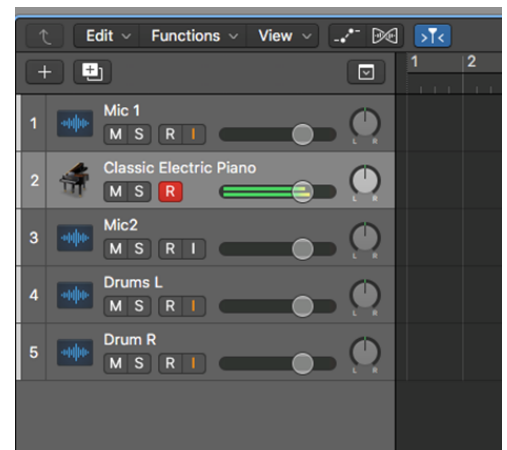 Edit Functions View
1 2
1 Mic 1
M S R I
L R
2 Classic Electric Piano
M S R
L R
3 Mic2
M S R I
L R
4 Drums L
M S R I
L R
5 Drum R
M S R I
L R